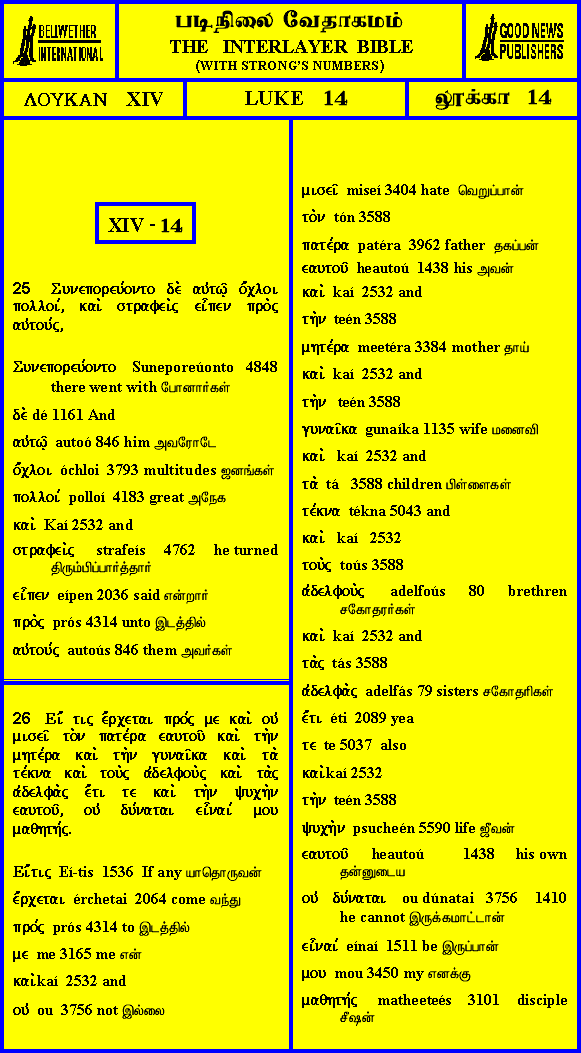 BELLWETHER
INTERNATIONAL
படிநிலை வேதாகமம்
THE INTERLAYER BIBLE
(WITH STRONG'S NUMBERS)
GOOD NEWS
PUBLISHERS
ΛΟΥΚΑΝ XIV
LUKE 14
லூக்கா 14
XIV - 14
25 Συνεπορεύοντο δὲ αὐτῷ ὄχλοι
πολλοί, καὶ στραφεὶς εἶπεν πρὸς
αὐτούς,
Συνεπορεύοντο Suneporeúonto 4848
there went with போனார்கள்
δὲ dé 1161 And
αὐτῷ autoó 846 him அவரோடே
ὄχλοι óchloi 3793 multitudes ஜனங்கள்
πολλοί polloí 4183 great அநேக
καὶ Kaí 2532 and
στραφεὶς strafeís 4762 he turned
திரும்பிப்பார்த்தார்
εἶπεν eípen 2036 said என்றார்
πρὸς prós 4314 unto இடத்தில்
αὐτούς autoús 846 them அவர்கள்
26 Εἴ τις ἔρχεται πρός με καὶ οὐ
μισεῖ τὸν πατέρα ἑαυτοῦ καὶ τὴν
μητέρα καὶ τὴν γυναῖκα καὶ τὰ
τέκνα καὶ τοὺς ἀδελφοὺς καὶ τὰς
ἀδελφὰς ἔτι τε καὶ τὴν ψυχὴν
ἑαυτοῦ, οὐ δύναται εἶναί μου
μαθητής.
Εἴτις Eí-tis 1536 If any யாதொருவன்
ἔρχεται érchetai 2064 come வந்து
πρός prós 4314 to இடத்தில்
με me 3165 me என்
καὶ kaí 2532 and
οὐ ou 3756 not இல்லை
μισεῖ miseí 3404 hate வெறுப்பான்
τὸν tón 3588
πατέρα patéra 3962 father தகப்பன்
ἑαυτοῦ heautoú 1438 his அவன்
καὶ kaí 2532 and
τὴν teén 3588
μητέρα meetéra 3384 mother தாய்
καὶ kaí 2532 and
τὴν teén 3588
γυναῖκα gunaíka 1135 wife மனைவி
καὶ kaí 2532 and
τὰ tá 3588 children பிள்ளைகள்
τέκνα tékna 5043 and
καὶ kaí 2532
τοὺς toús 3588
ἀδελφοὺς adelfoús 80 brethren
சகோதரர்கள்
καὶ kaí 2532 and
τὰς tás 3588
ἀδελφὰς adelfás 79 sisters சகோதரிகள்
ἔτι éti 2089 yea
τε te 5037 also
καὶ kaí 2532
τὴν teén 3588
ψυχὴν psucheén 5590 life ஜீவன்
ἑαυτοῦ heautoú 1438 his own
தன்னுடைய
οὐ δύναται ou dúnatai 3756 1410
he cannot இருக்கமாட்டான்
εἶναί eínaí 1511 be இருப்பான்
μου mou 3450 my எனக்கு
μαθητής matheeteés 3101 disciple
சீஷன்